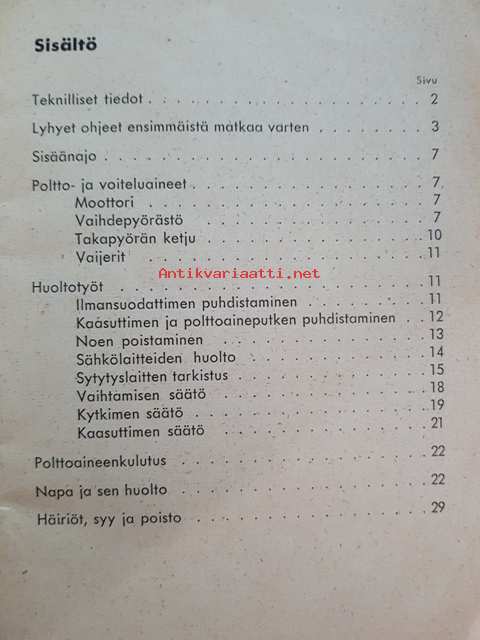 Sisältö
Sivu
Teknilliset tiedot . . . . . . . . . . . . . . . 2
Lyhyet ohjeet ensimmäistä matkaa varten . . . . . . 3
Sisäänajo . . . . . . . . . . . . . . . . . . 7
Poltto- ja voiteluaineet . . . . . . . . . . . . . 7
Moottori . . . . . . . . . . . . . . . . 7
Vaihdepyörästö . . . . . . . . . . . . . 7
Takapyörän ketju . . . . . . . . . . . . 10
Vaijerit . . . . . . . . . . . . . . . . 11
Antikvariaatti.net
Huoltotyöt . . . . . . . . . . . . . . . . . 11
Ilmansuodattimen puhdistaminen . . . . . . . 11
Kaasuttimen ja polttoaineputken puhdistaminen . . 12
Noen poistaminen . . . . . . . . . . . . 13
Sähkölaitteiden huolto . . . . . . . . . . 14
Sytytyslaitten tarkistus . . . . . . . . . . . 15
Vaihtamisen säätö . . . . . . . . . . . . 18
Kytkimen säätö . . . . . . . . . . . . . 19
Kaasuttimen säätö . . . . . . . . . . . . 21
Polttoaineenkulutus . . . . . . . . . . . . . . 22
Napa ja sen huolto . . . . . . . . . . . . . . 22
Häiriöt, syy ja poisto . . . . . . . . . . . . . 29